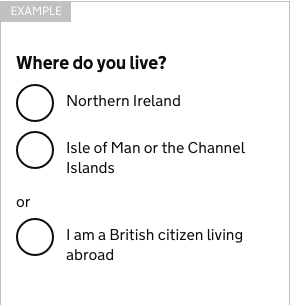 EXAMPLE
Where do you live?
Northern Ireland
Isle of Man or the Channel
Islands
or
I am a British citizen living
abroad